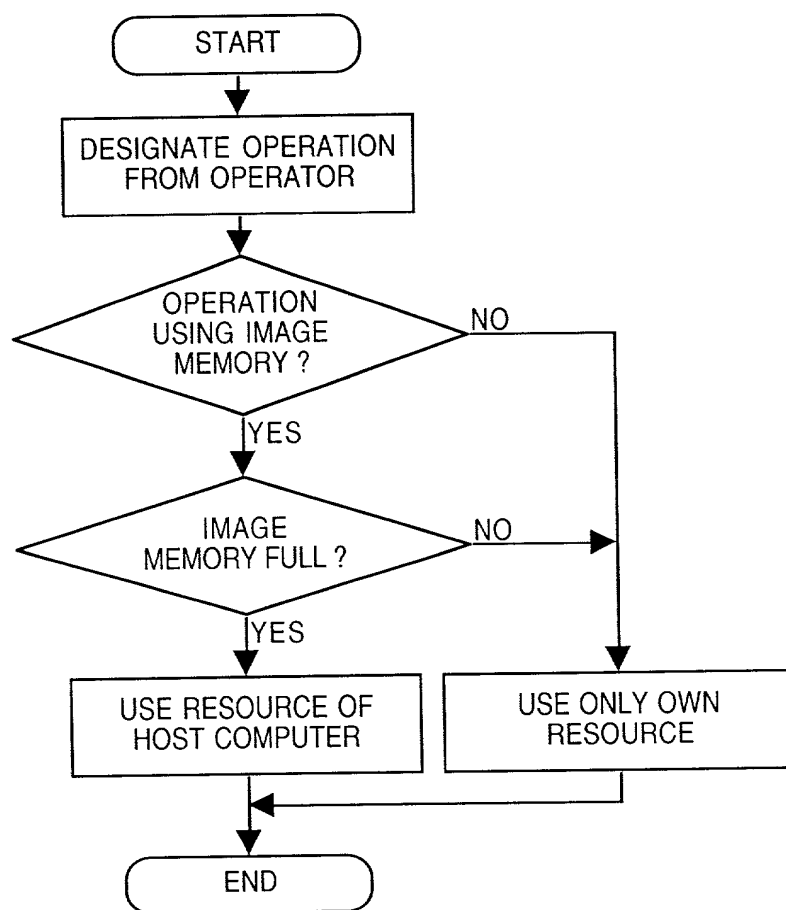 START
DESIGNATE OPERATION
FROM OPERATOR
OPERATION
USING IMAGE
MEMORY ?
NO
YES
IMAGE
MEMORY FULL ?
NO
YES
USE RESOURCE OF
HOST COMPUTER
USE ONLY OWN
RESOURCE
END